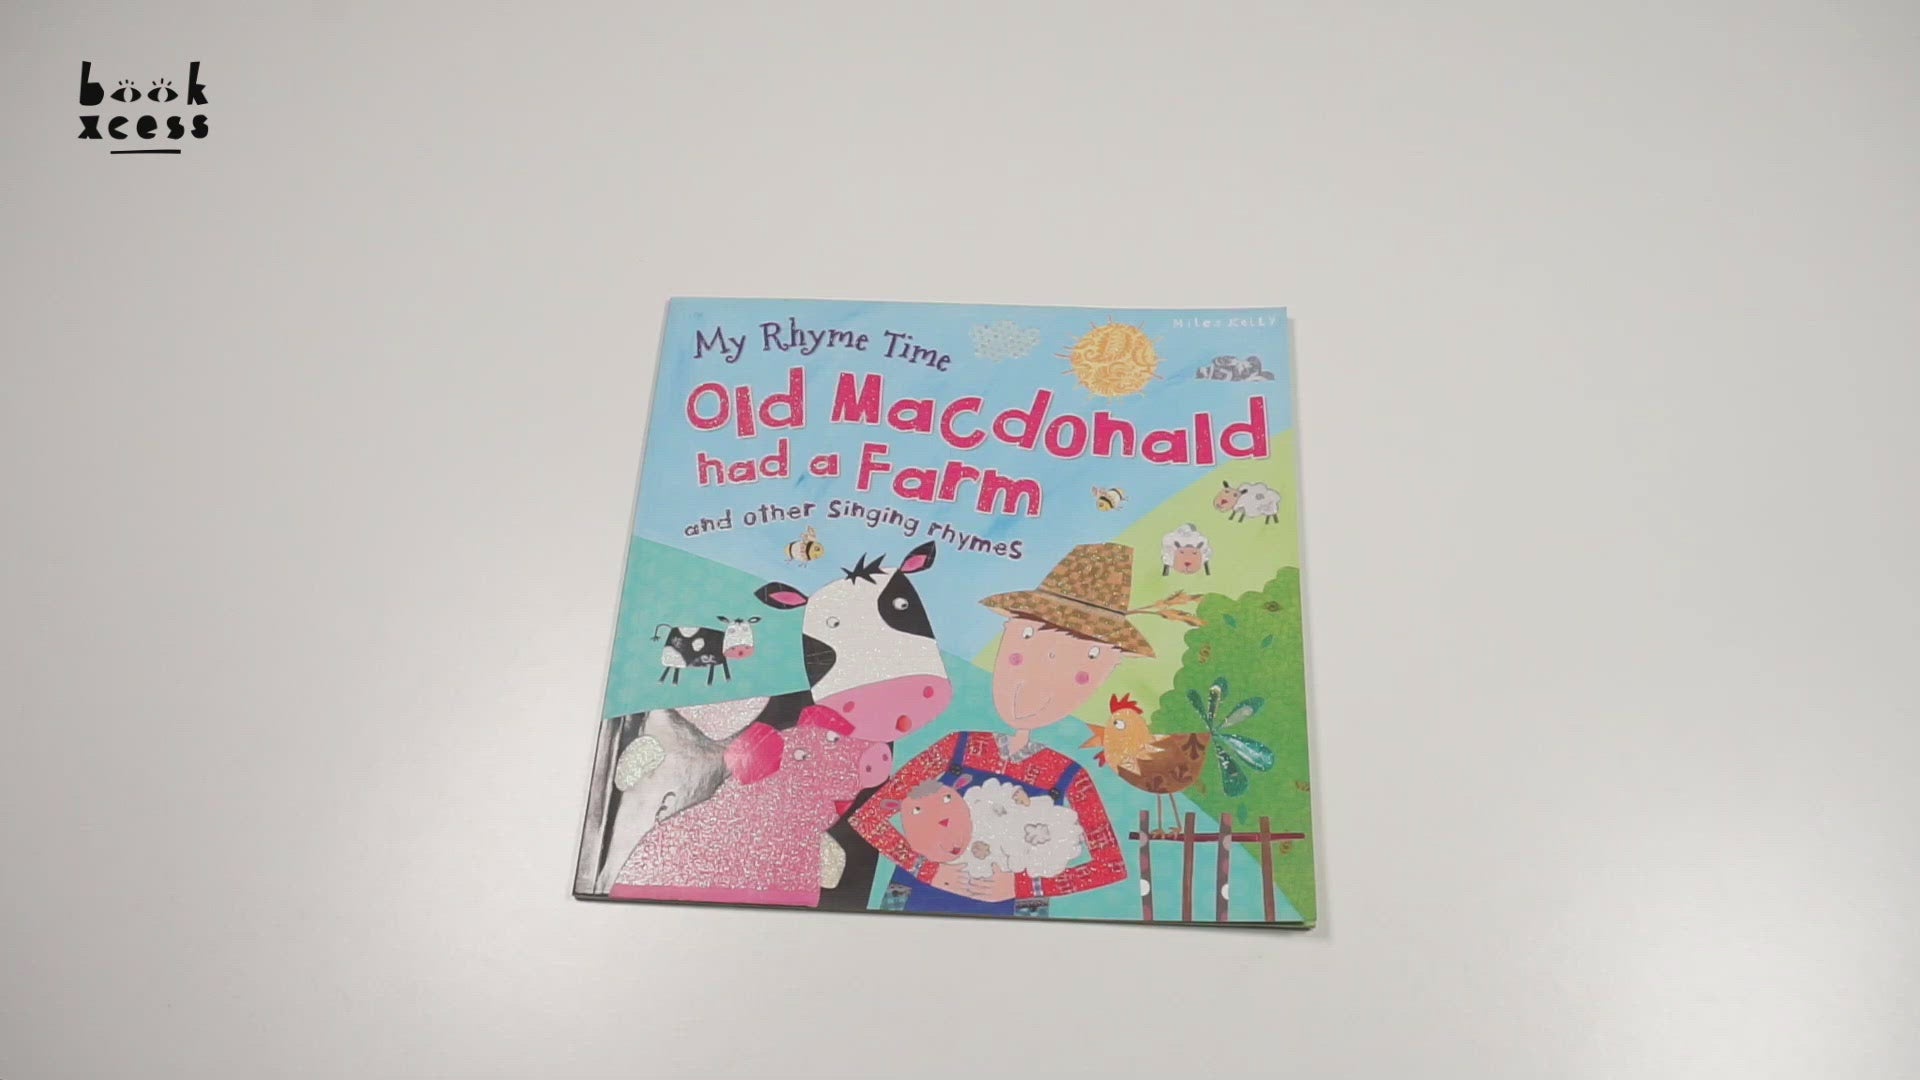 book
xcess
Miles Kelly
My Rhyme Time
Old Macdonald
had a Farm
and other singing rhymes